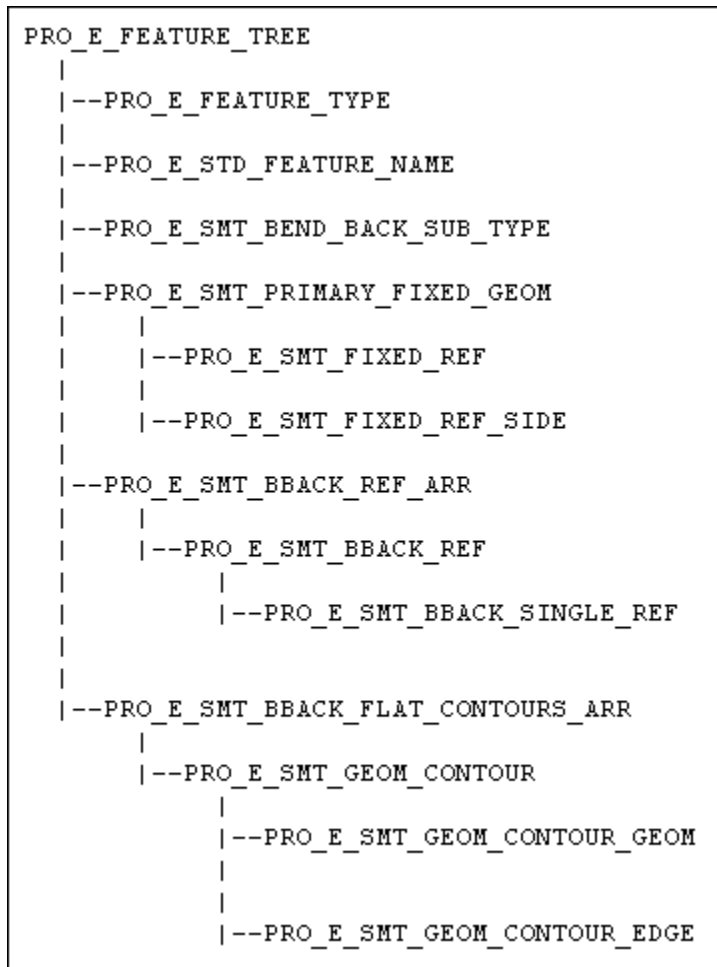 PRO_E_FEATURE_TREE
|
|--PRO_E_FEATURE_TYPE
|
|--PRO_E_STD_FEATURE_NAME
|
|--PRO_E_SMT_BEND_BACK_SUB_TYPE
|
|--PRO_E_SMT_PRIMARY_FIXED_GEOM
|     |
|     |--PRO_E_SMT_FIXED_REF
|     |
|     |--PRO_E_SMT_FIXED_REF_SIDE
|
|--PRO_E_SMT_BBACK_REF_ARR
|     |
|     |--PRO_E_SMT_BBACK_REF
|           |
|           |--PRO_E_SMT_BBACK_SINGLE_REF
|
|
|--PRO_E_SMT_BBACK_FLAT_CONTOURS_ARR
      |
      |--PRO_E_SMT_GEOM_CONTOUR
            |
            |--PRO_E_SMT_GEOM_CONTOUR_GEOM
            |
            |
            |--PRO_E_SMT_GEOM_CONTOUR_EDGE